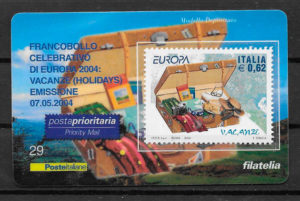 Modello Depositato
FRANCOBOLLO
CELEBRATIVO
DI EUROPA 2004:
VACANZE (HOLIDAYS)
EMISSIONE
07.05.2004
postaprioritaria
Priority Mail
29
Posteitaliane
EUROPA
ITALIA
€ 0,62
VACANZE
filatelia